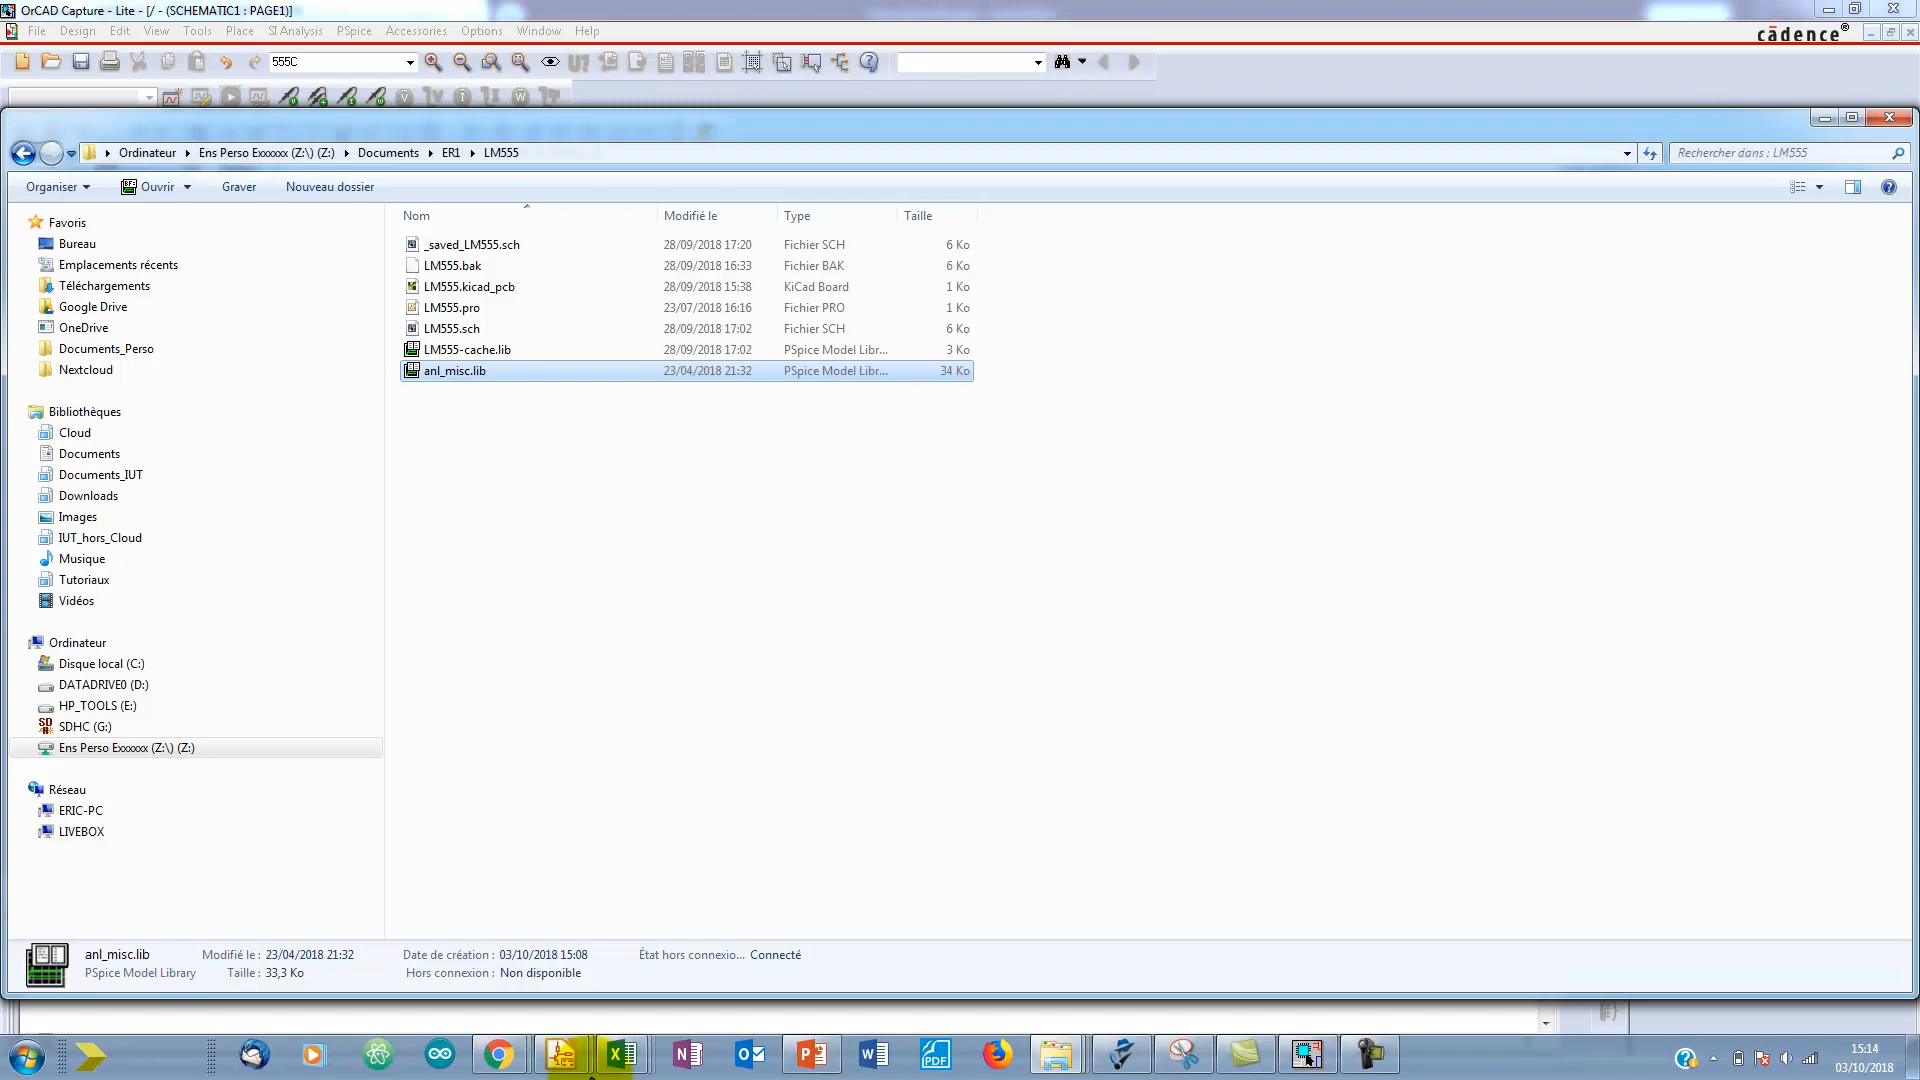 OrCAD Capture - Lite - [/ - (SCHEMATIC1 : PAGE1)]
File Design Edit View Tools Place SI Analysis PSpice Accessories Options Window Help
cādence®
555C
Ordinateur Ens Perso Exxxxxx (Z:\) (Z:) Documents ER1 LM555
Rechercher dans : LM555
Organiser Ouvrir Graver Nouveau dossier
Nom Modifié le Type Taille
_saved_LM555.sch 28/09/2018 17:20 Fichier SCH 6 Ko
LM555.bak 28/09/2018 16:33 Fichier BAK 6 Ko
LM555.kicad_pcb 28/09/2018 15:38 KiCad Board 1 Ko
LM555.pro 23/07/2018 16:16 Fichier PRO 1 Ko
LM555.sch 28/09/2018 17:02 Fichier SCH 6 Ko
LM555-cache.lib 28/09/2018 17:02 PSpice Model Libr... 3 Ko
anl_misc.lib 23/04/2018 21:32 PSpice Model Libr... 34 Ko
Favoris
Bureau
Emplacements récents
Téléchargements
Google Drive
OneDrive
Documents_Perso
Nextcloud
Bibliothèques
Cloud
Documents
Documents_IUT
Downloads
Images
IUT_hors_Cloud
Musique
Tutoriaux
Vidéos
Ordinateur
Disque local (C:)
DATADRIVE0 (D:)
HP_TOOLS (E:)
SDHC (G:)
Ens Perso Exxxxxx (Z:\) (Z:)
Réseau
ERIC-PC
LIVEBOX
anl_misc.lib Modifié le : 23/04/2018 21:32 Date de création : 03/10/2018 15:08 État hors connexio... Connecté
PSpice Model Library Taille : 33,3 Ko Hors connexion : Non disponible
15:14
03/10/2018